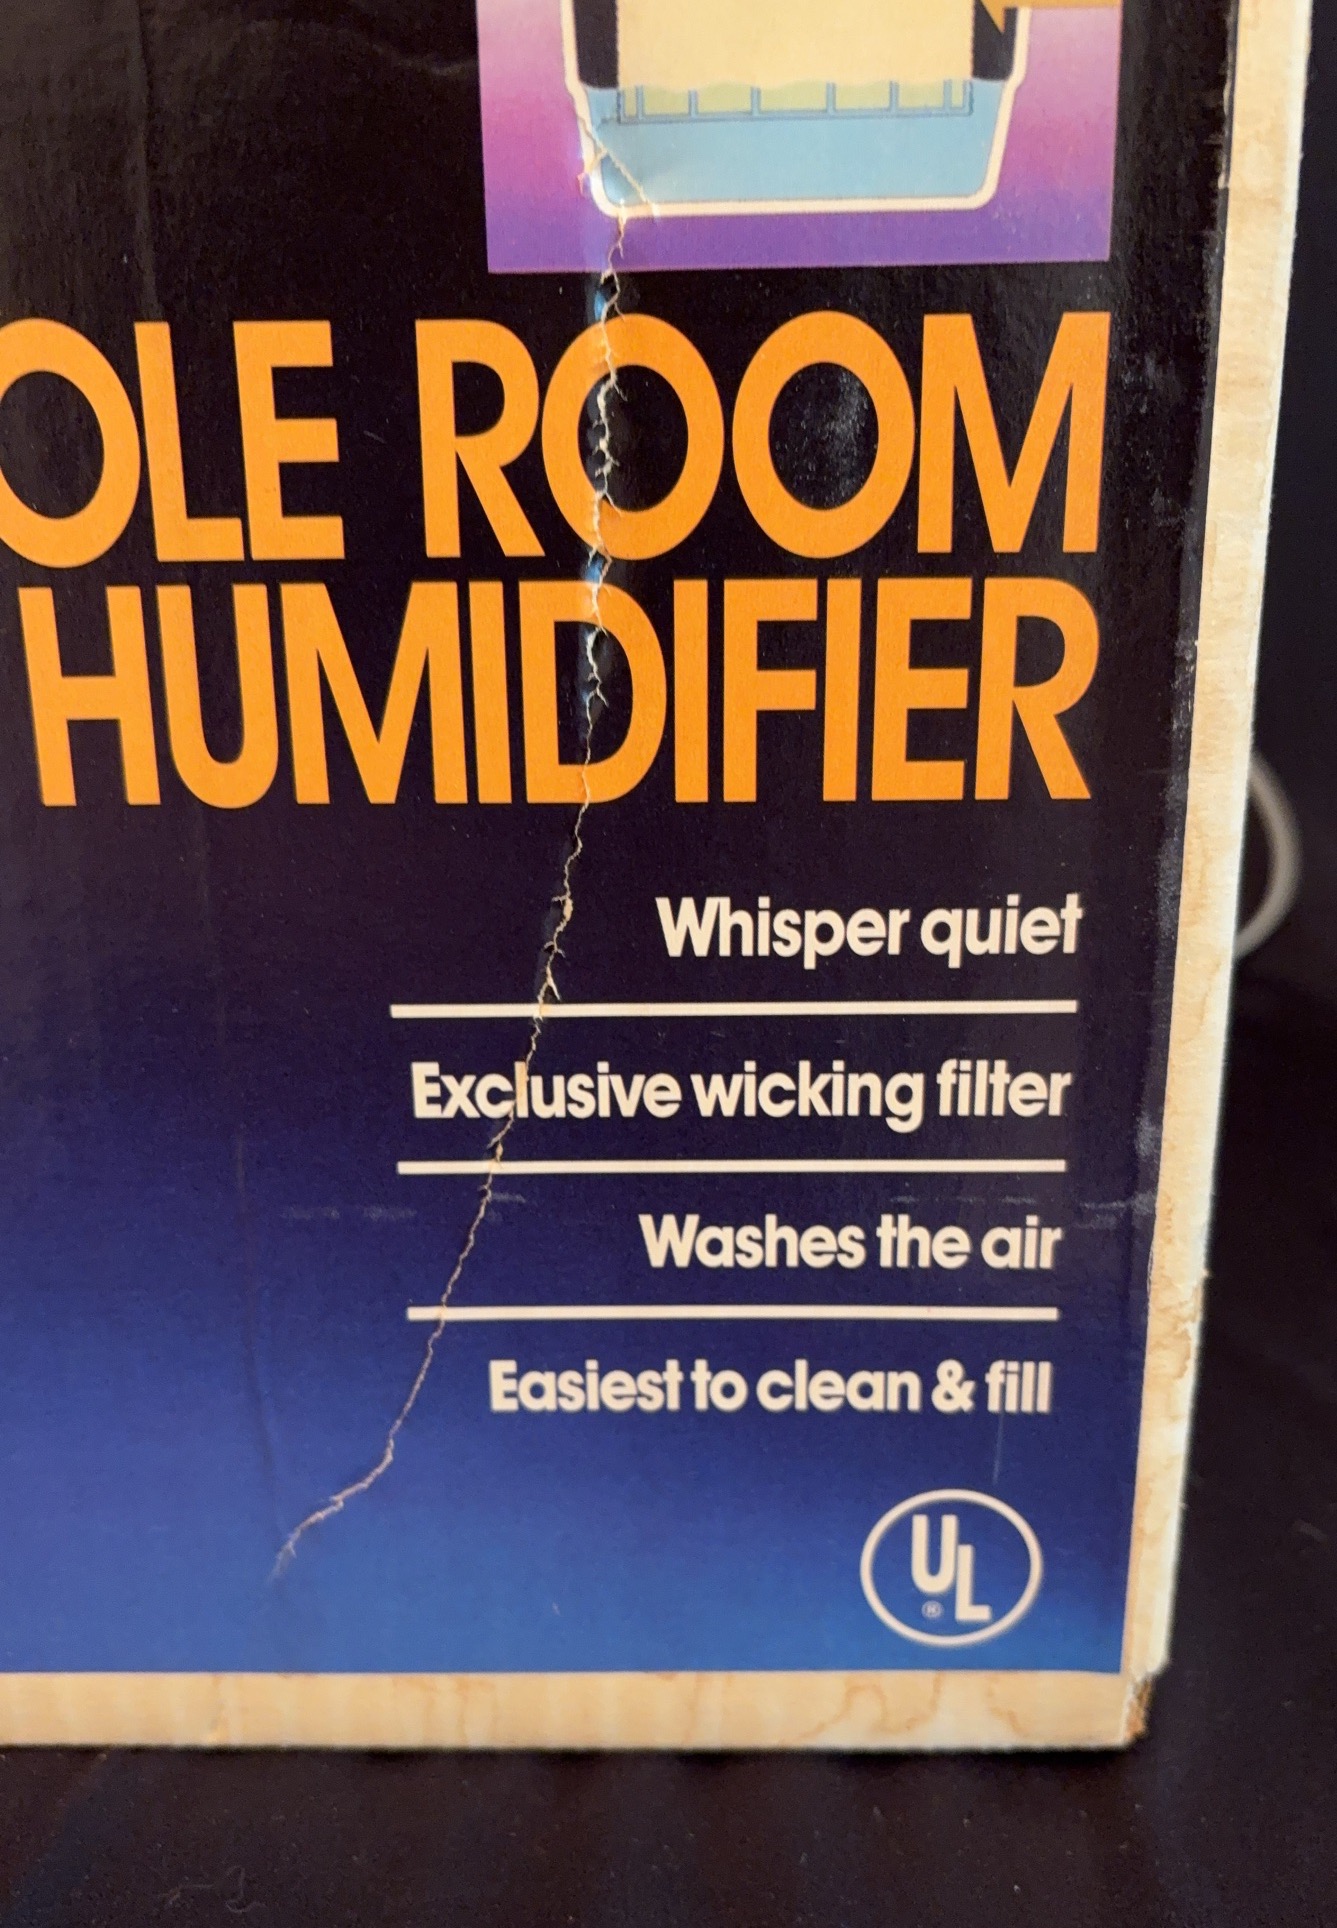 OLE ROOM
HUMIDIFIER
Whisper quiet
Exclusive wicking filter
Washes the air
Easiest to clean & fill
UL
®